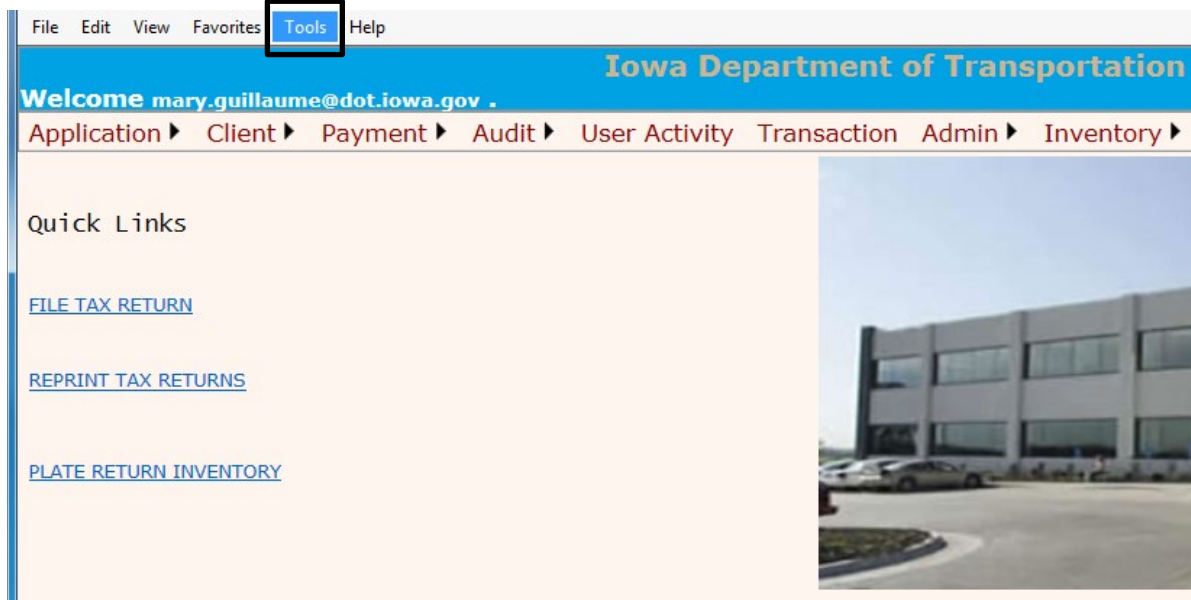 File Edit View Favorites Tools Help
Iowa Department of Transportation
Welcome mary.guillaume@dot.iowa.gov .
Application Client Payment Audit User Activity Transaction Admin Inventory
Quick Links
FILE TAX RETURN
REPRINT TAX RETURNS
PLATE RETURN INVENTORY